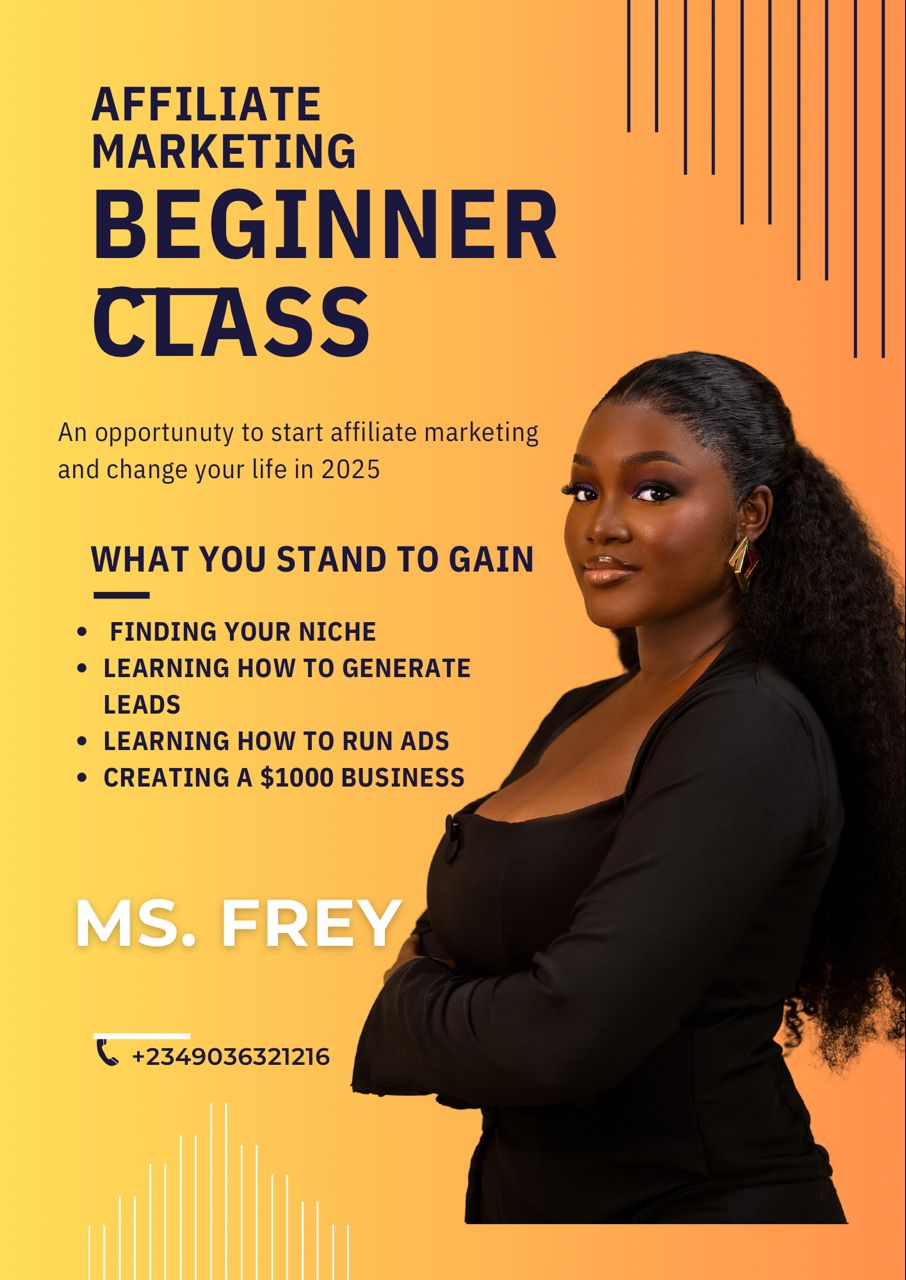 AFFILIATE
MARKETING
BEGINNER
CLASS
An opportunuty to start affiliate marketing
and change your life in 2025
WHAT YOU STAND TO GAIN
• FINDING YOUR NICHE
• LEARNING HOW TO GENERATE
LEADS
• LEARNING HOW TO RUN ADS
• CREATING A $1000 BUSINESS
MS. FREY
+2349036321216